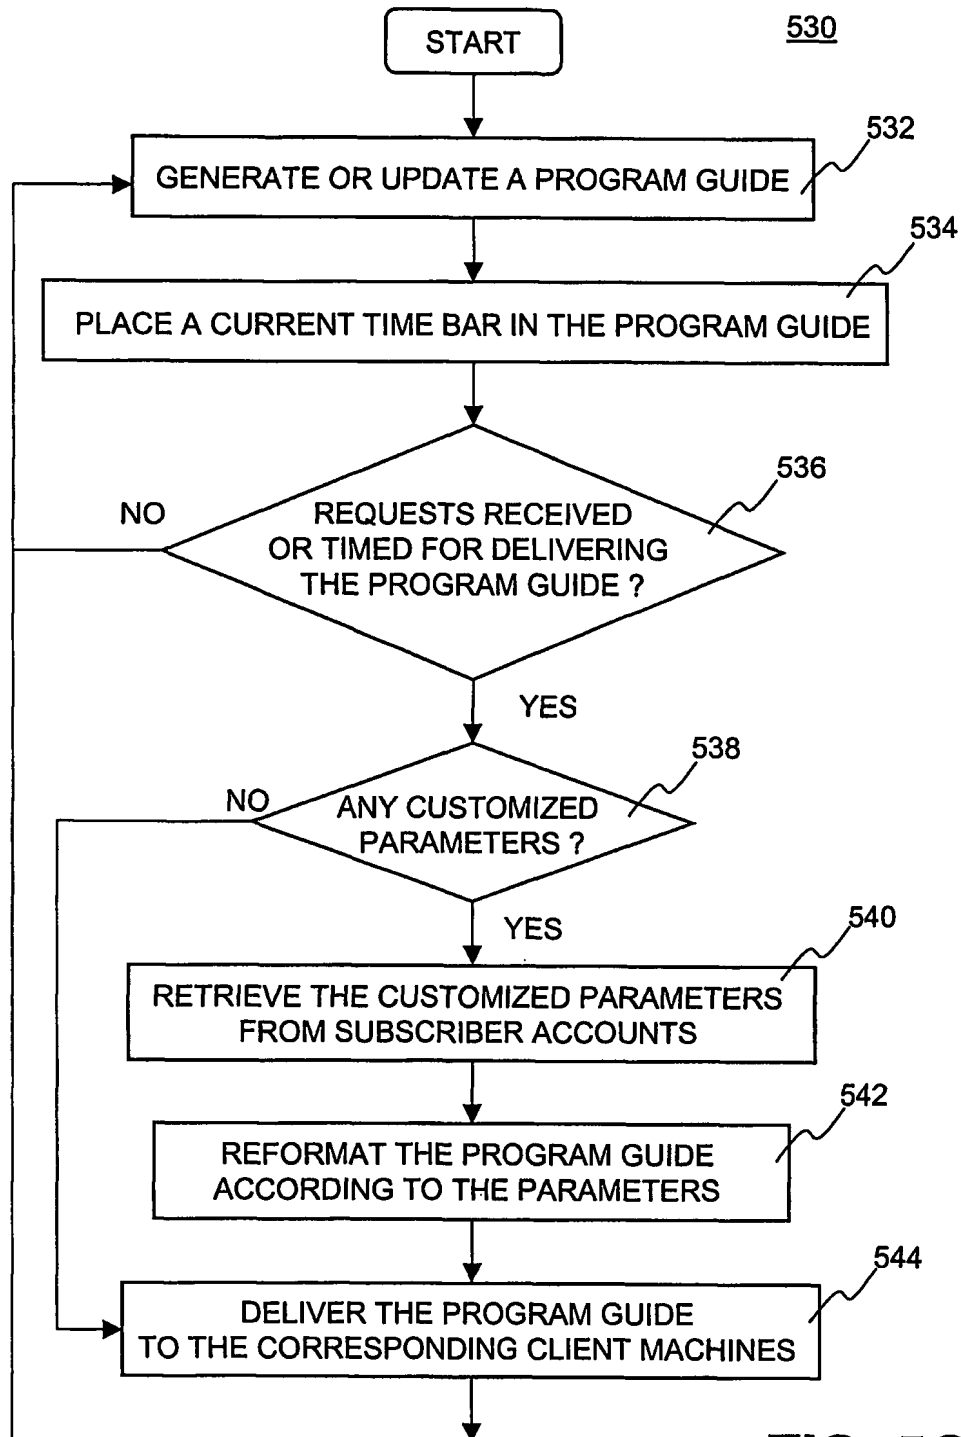 START
530
532
GENERATE OR UPDATE A PROGRAM GUIDE
534
PLACE A CURRENT TIME BAR IN THE PROGRAM GUIDE
536
NO
REQUESTS RECEIVED
OR TIMED FOR DELIVERING
THE PROGRAM GUIDE ?
YES
538
NO
ANY CUSTOMIZED
PARAMETERS ?
YES
540
RETRIEVE THE CUSTOMIZED PARAMETERS
FROM SUBSCRIBER ACCOUNTS
542
REFORMAT THE PROGRAM GUIDE
ACCORDING TO THE PARAMETERS
544
DELIVER THE PROGRAM GUIDE
TO THE CORRESPONDING CLIENT MACHINES